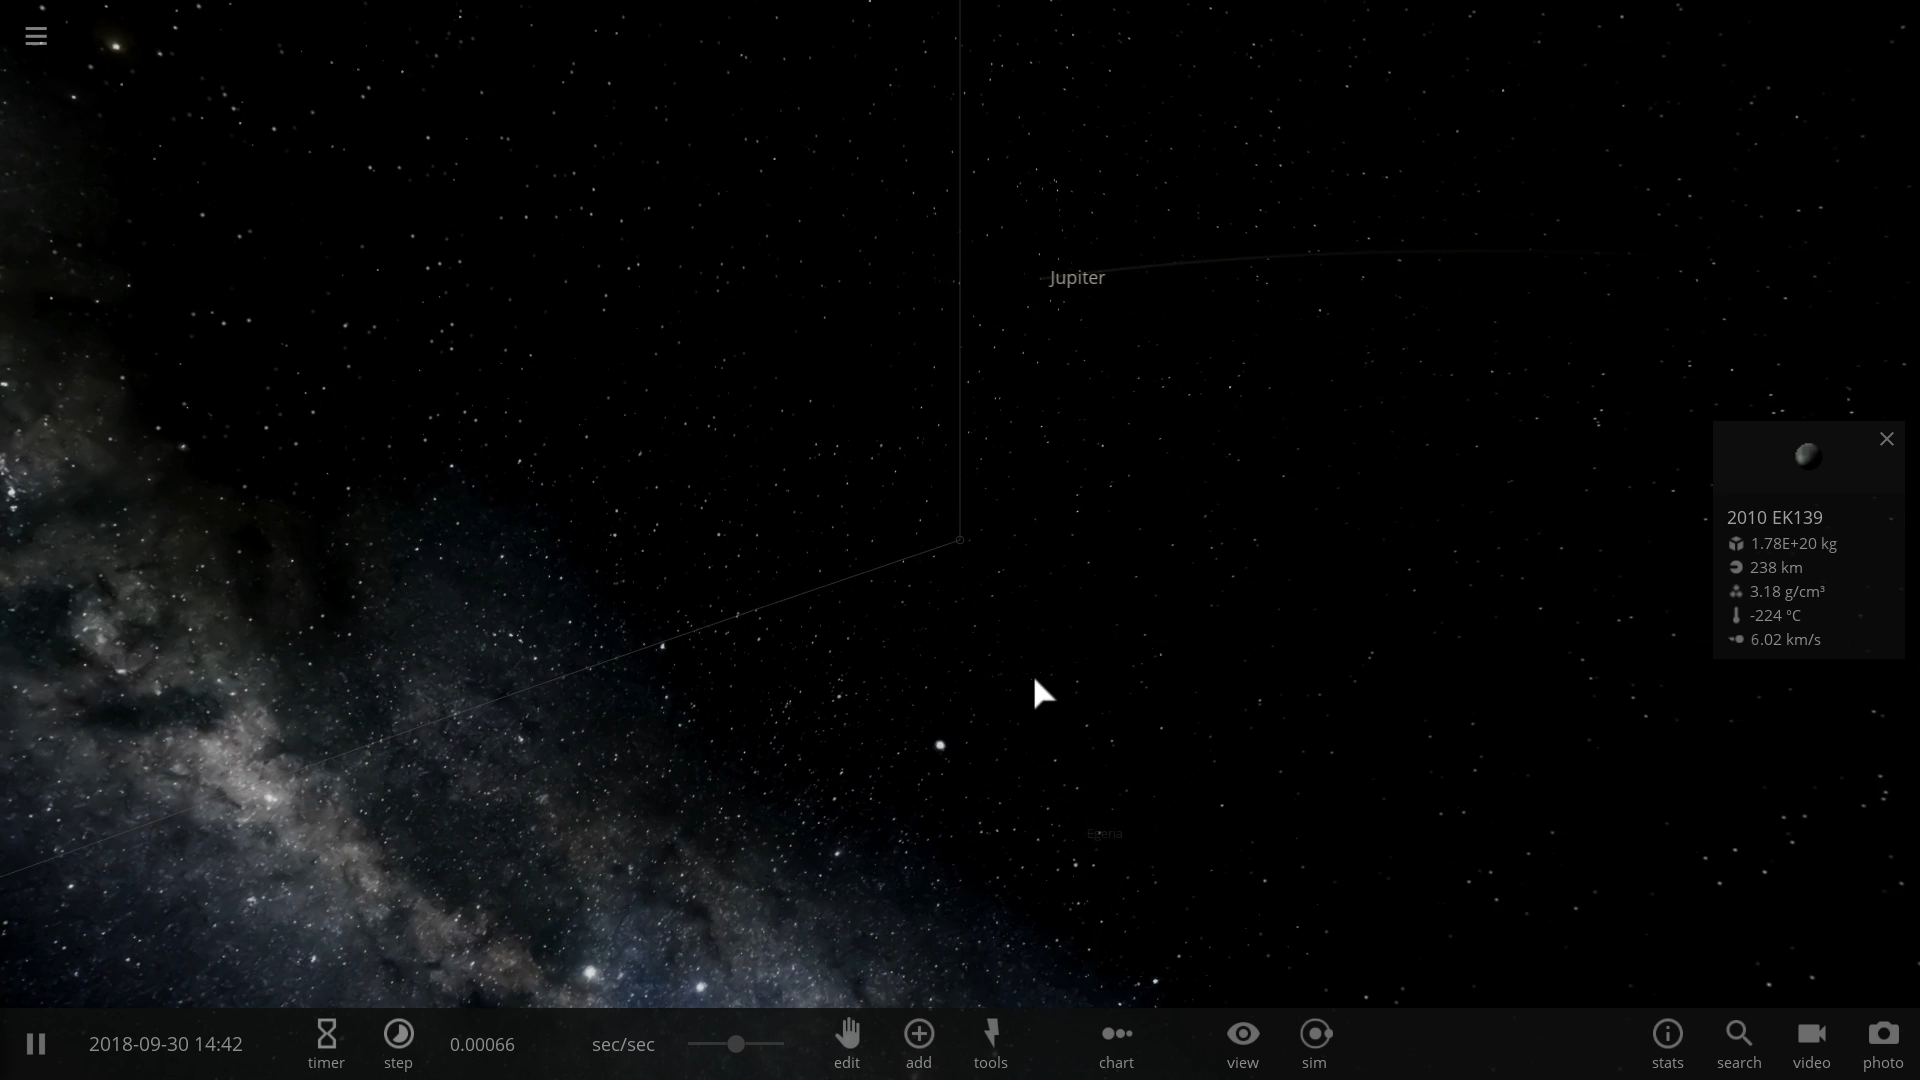 Jupiter
2010 EK139
1.78E+20 kg
238 km
3.18 g/cm³
-224 °C
6.02 km/s
Egeria
2018-09-30 14:42
timer
step
0.00066
sec/sec
edit
add
tools
chart
view
sim
stats
search
video
photo